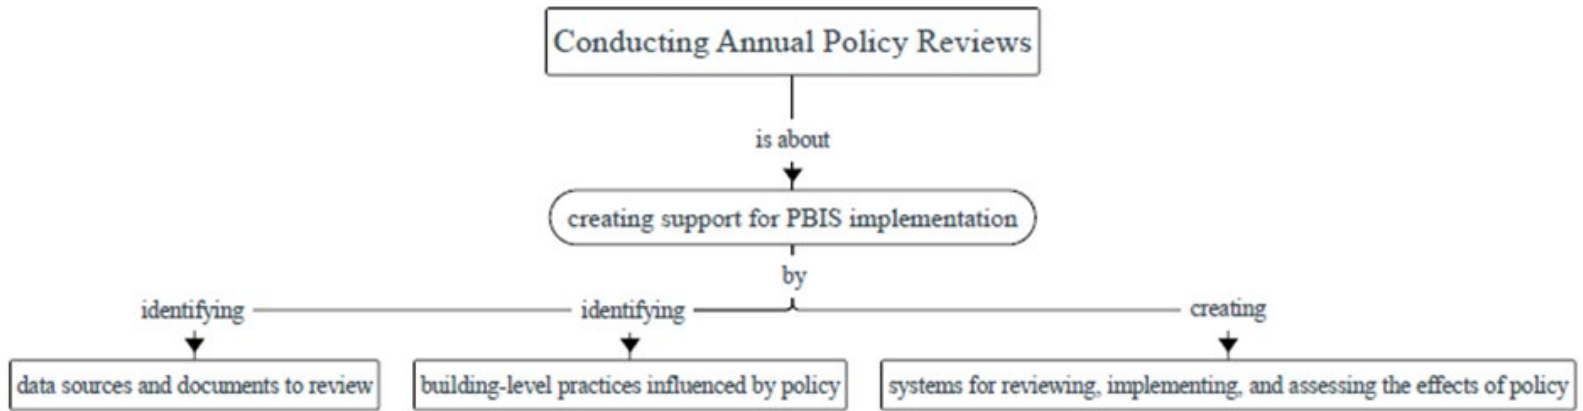 Conducting Annual Policy Reviews
is about
creating support for PBIS implementation
by
identifying
identifying
creating
data sources and documents to review
building-level practices influenced by policy
systems for reviewing, implementing, and assessing the effects of policy